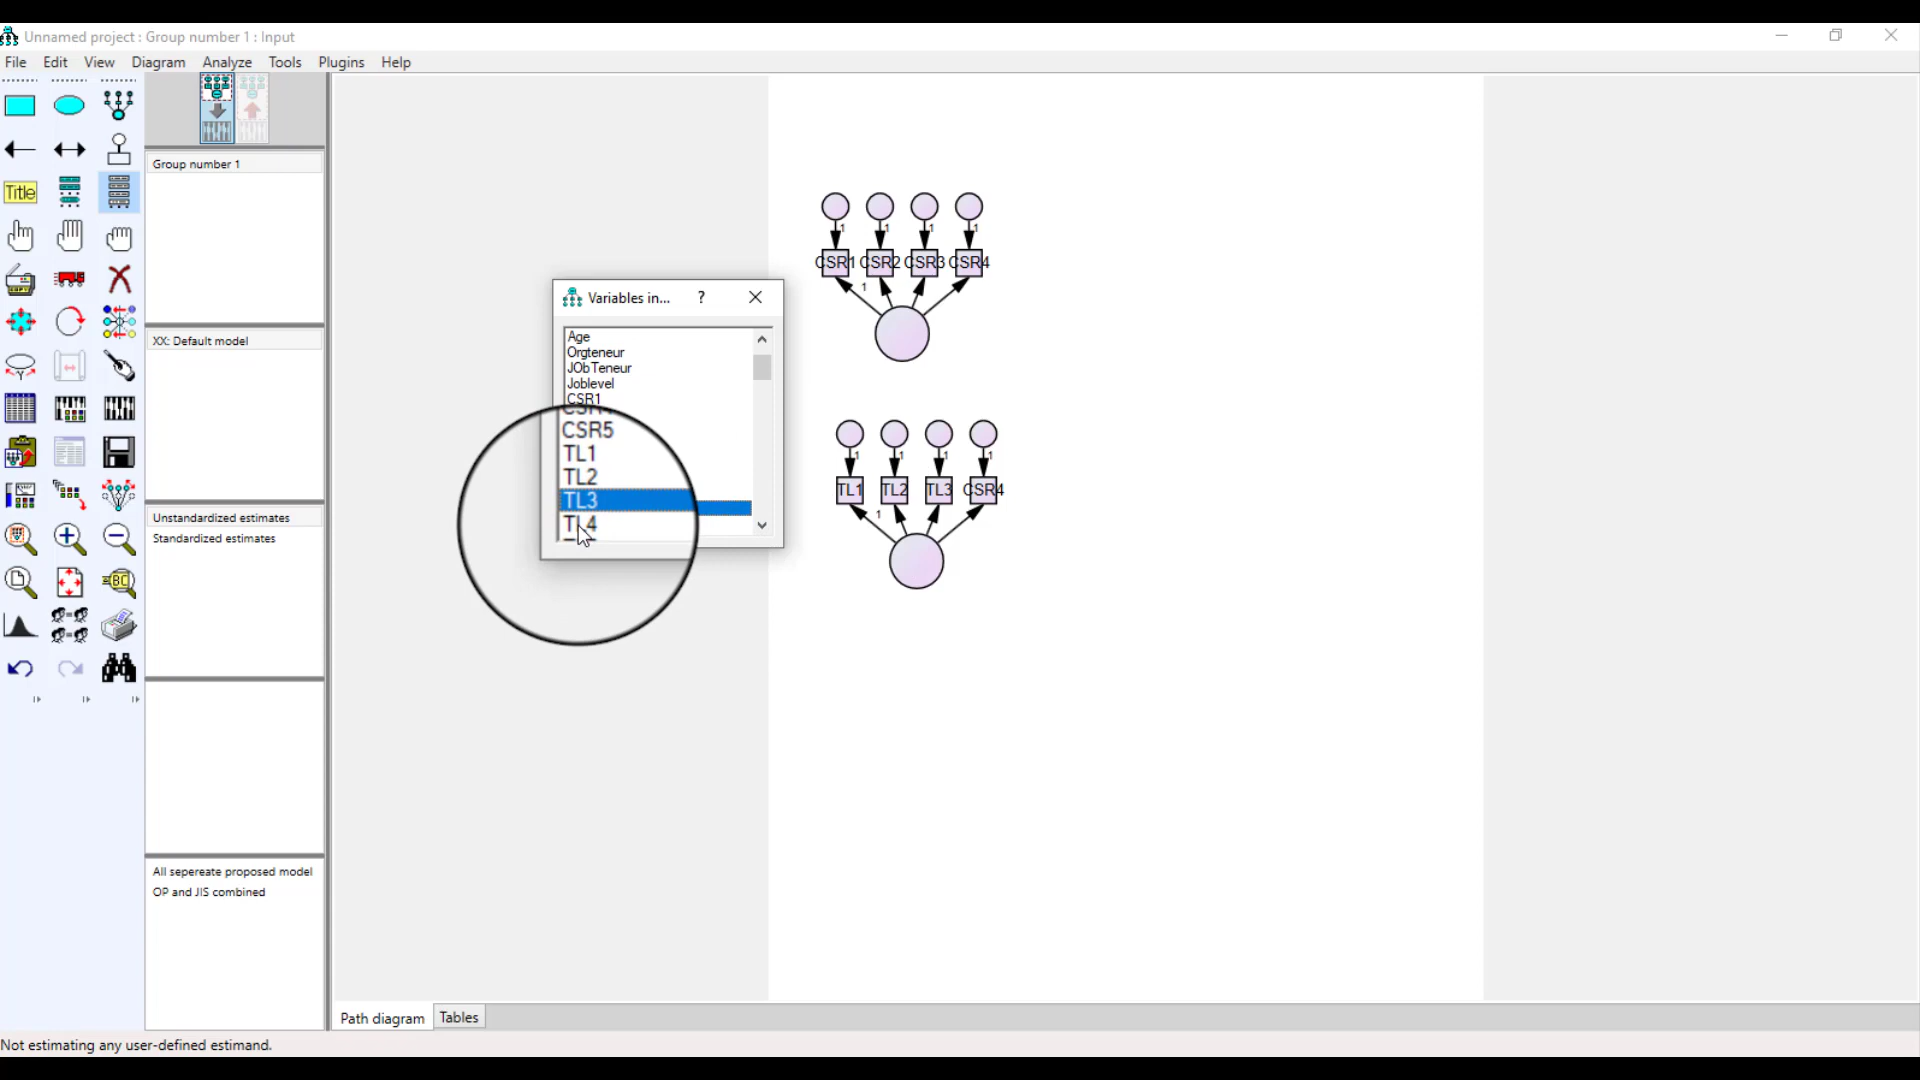 Unnamed project : Group number 1 : Input
File Edit View Diagram Analyze Tools Plugins Help
Title
Group number 1
XX: Default model
Unstandardized estimates
Standardized estimates
All sepereate proposed model
OP and JIS combined
Variables in... ?
Age
Orgteneur
JObTeneur
Joblevel
CSR1
CSR5
TL1
TL2
TL3
TL4
1 1 1 1
CSR1 CSR2 CSR3 CSR4
1
1 1 1 1
TL1 TL2 TL3 CSR4
1
Path diagram Tables
Not estimating any user-defined estimand.